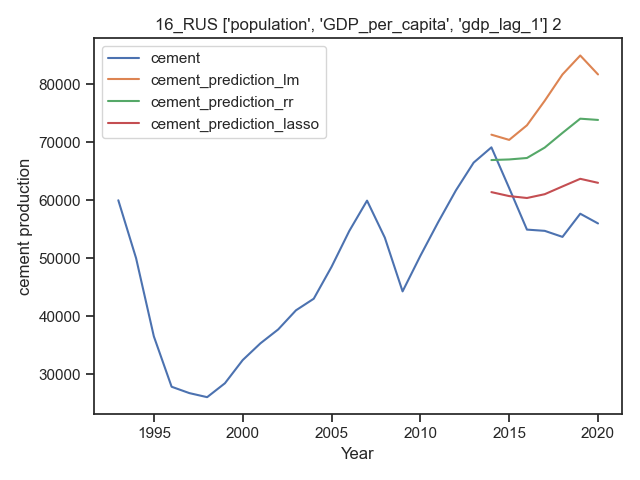 16_RUS ['population', 'GDP_per_capita', 'gdp_lag_1'] 2
cement
cement_prediction_lm
cement_prediction_rr
cement_prediction_lasso
cement production
80000
70000
60000
50000
40000
30000
1995
2000
2005
2010
2015
2020
Year